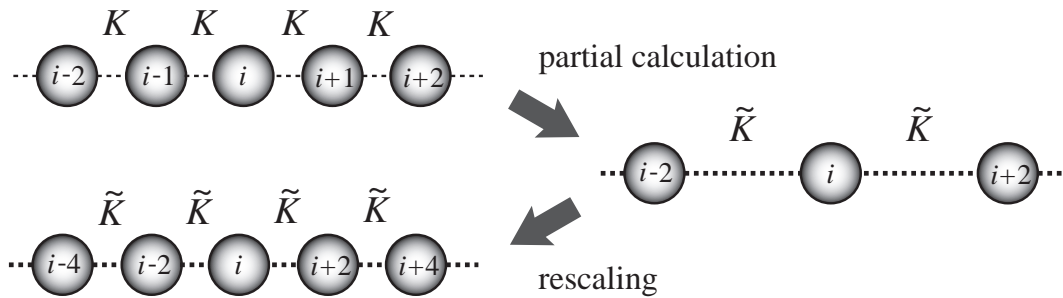 K K K K
i-2 i-1 i i+1 i+2
partial calculation
K̃ K̃
i-2 i i+2
K̃ K̃ K̃ K̃
i-4 i-2 i i+2 i+4
rescaling